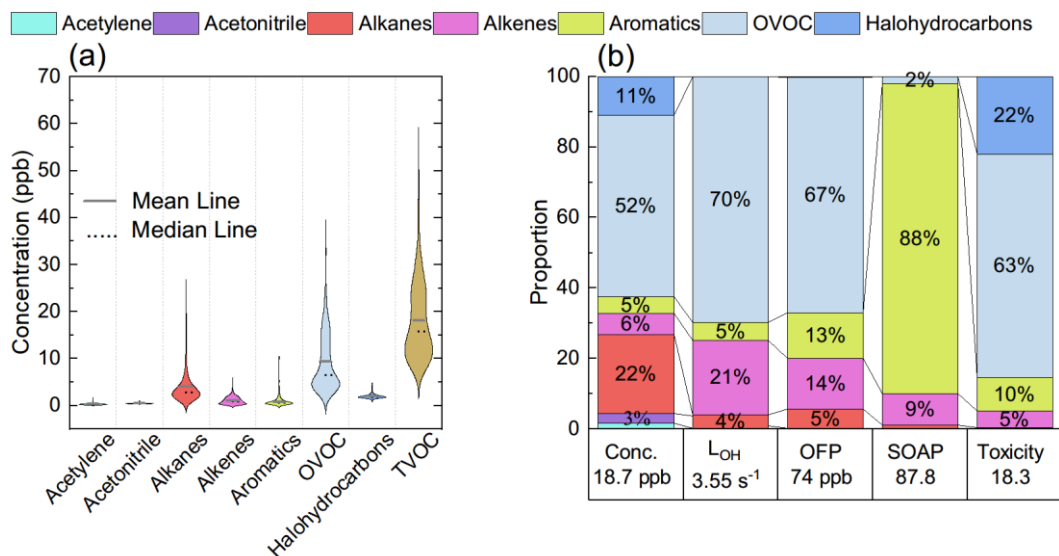 Acetylene Acetonitrile Alkanes Alkenes Aromatics OVOC Halohydrocarbons
(a)
Concentration (ppb)
70
60
50
40
30
20
10
0
Mean Line
Median Line
Acetylene
Acetonitrile
Alkanes
Alkenes
Aromatics
OVOC
Halohydrocarbons
TVOC
(b)
Proportion
100
80
60
40
20
0
11%
52%
5%
6%
22%
3%
70%
5%
21%
4%
67%
13%
14%
5%
2%
88%
9%
22%
63%
10%
5%
Conc. L_OH OFP SOAP Toxicity
18.7 ppb 3.55 s⁻¹ 74 ppb 87.8 18.3